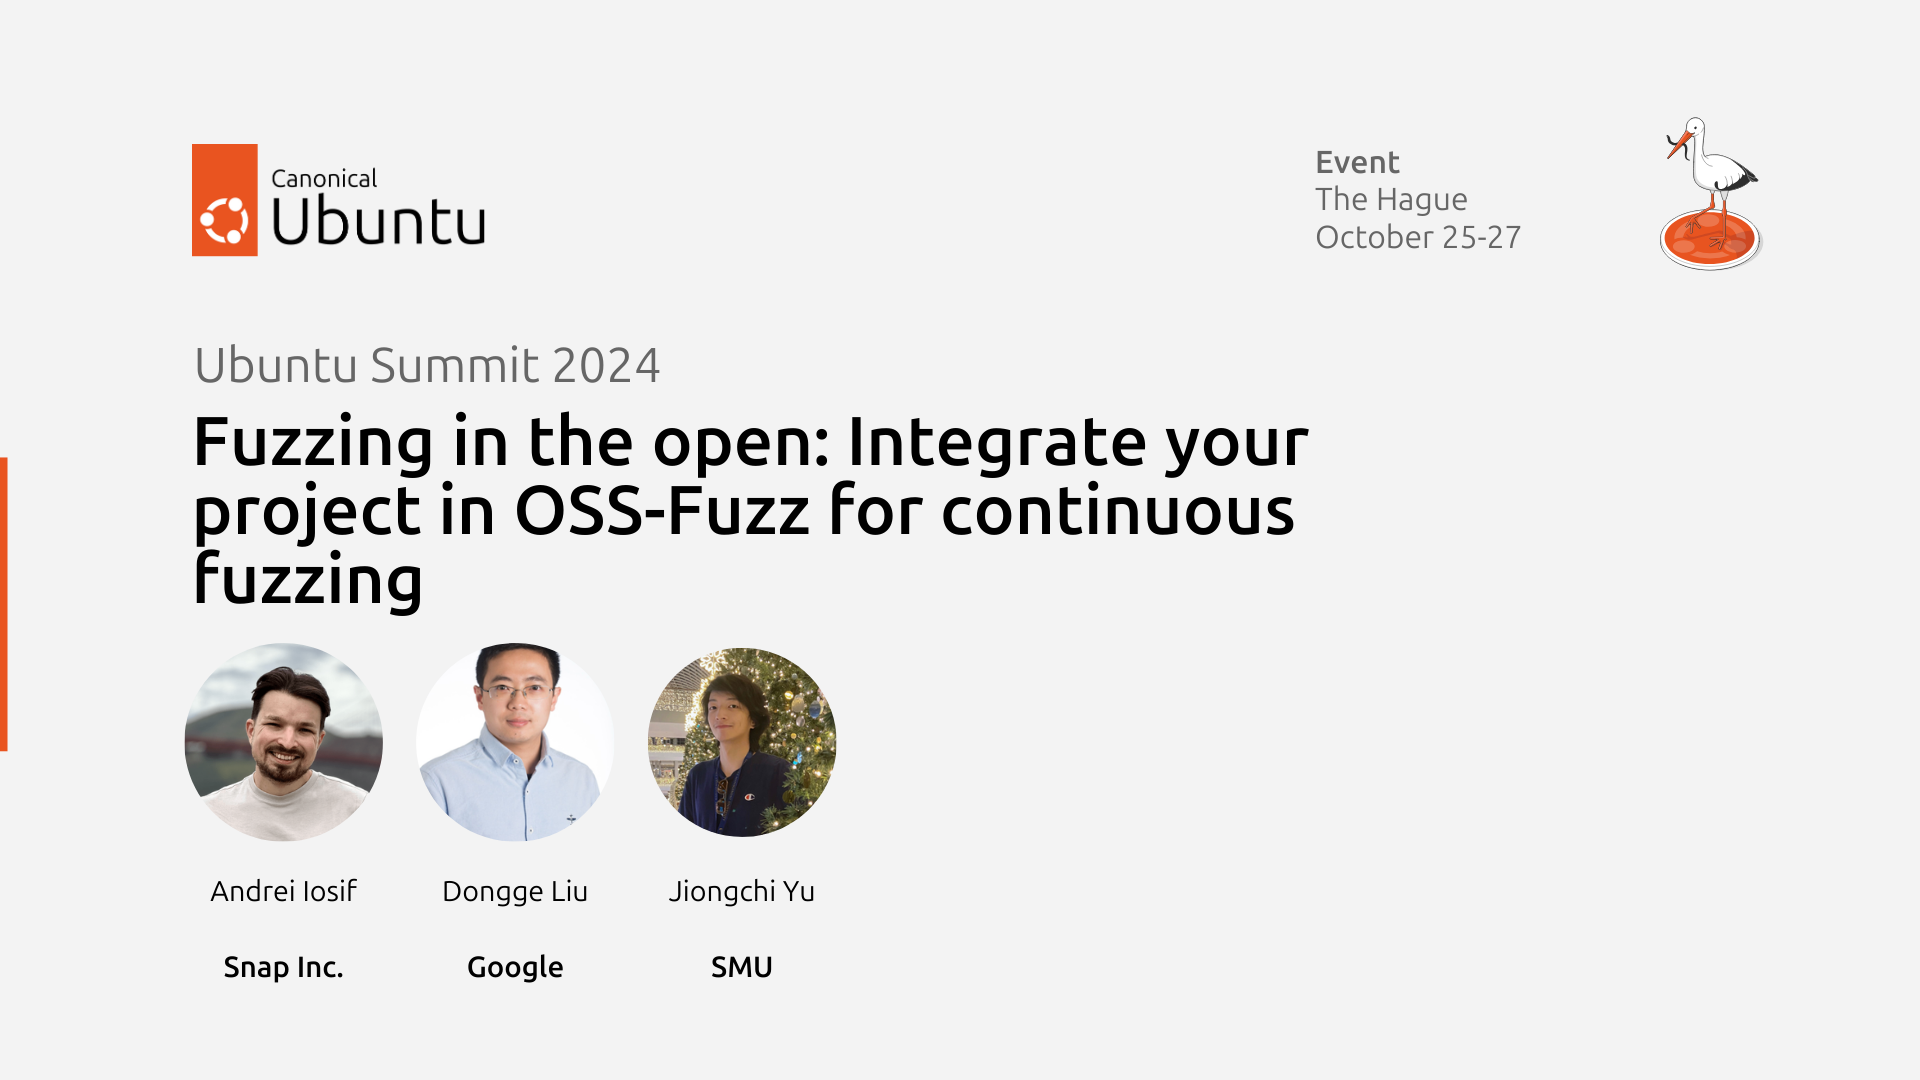 Canonical
Ubuntu
Event
The Hague
October 25-27
Ubuntu Summit 2024
Fuzzing in the open: Integrate your
project in OSS-Fuzz for continuous
fuzzing
Andrei Iosif
Dongge Liu
Jiongchi Yu
Snap Inc.
Google
SMU